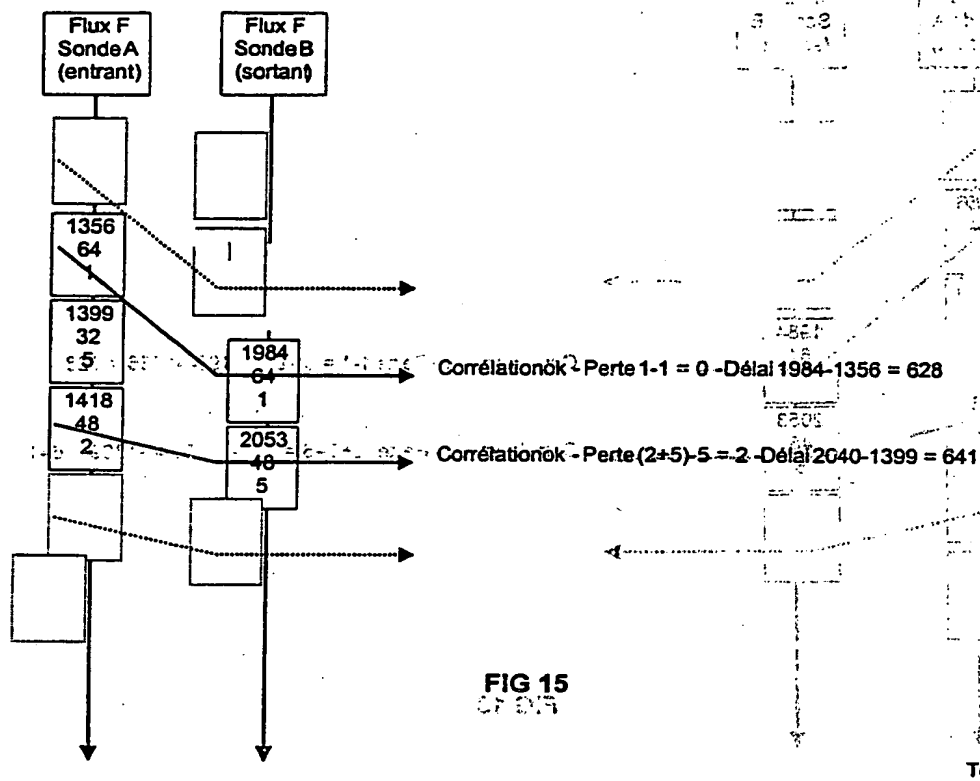 Flux F
Sonde A
(entrant)
Flux F
Sonde B
(sortant)
1356
64
1
1399
32
5
1418
48
2
1984
64
1
2053
48
5
Corrélation ok - Perte 1-1 = 0 - Délai 1984-1356 = 628
Corrélation ok - Perte (2+5)-5 = 2 - Délai 2040-1399 = 641
FIG 15